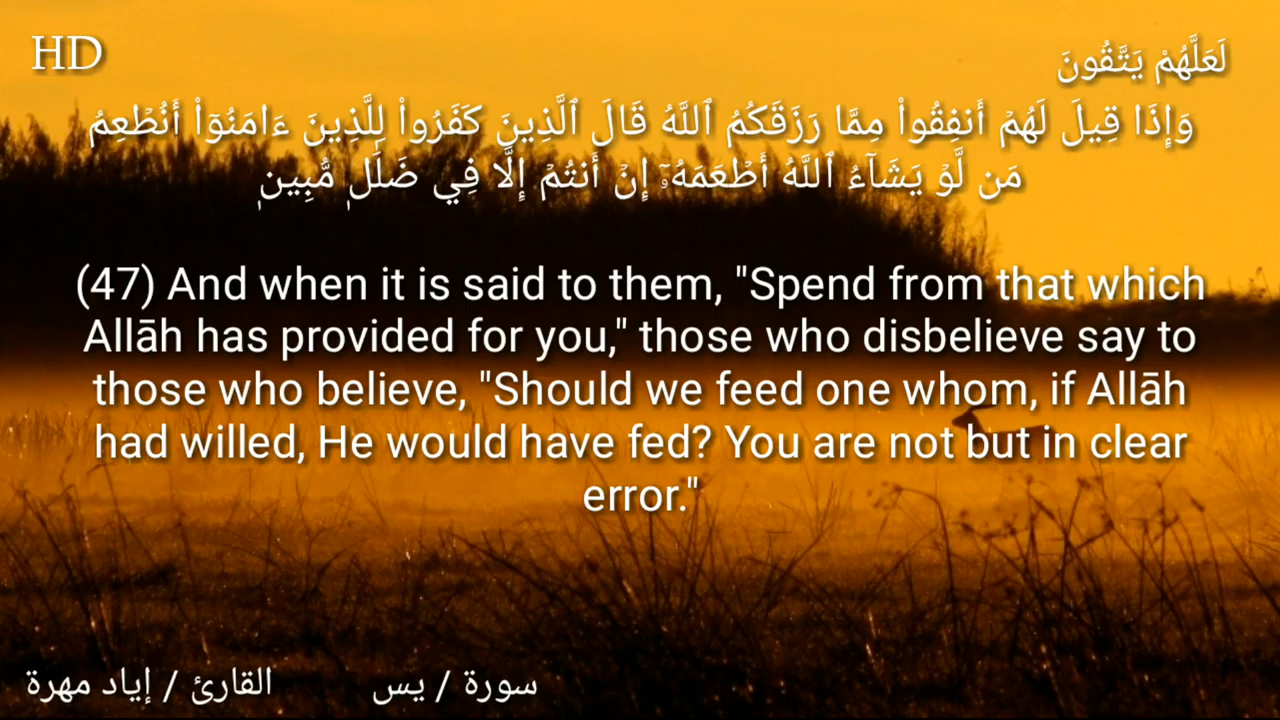 HD
لَعَلَّهُمْ يَتَّقُونَ
وَإِذَا قِيلَ لَهُمۡ أَنفِقُواْ مِمَّا رَزَقَكُمُ ٱللَّهُ قَالَ ٱلَّذِينَ كَفَرُواْ لِلَّذِينَ ءَامَنُوٓاْ أَنُطۡعِمُ
مَن لَّوۡ يَشَآءُ ٱللَّهُ أَطۡعَمَهُۥٓ إِنۡ أَنتُمۡ إِلَّا فِي ضَلَٰلٖ مُّبِينٖ
(47) And when it is said to them, "Spend from that which
Allāh has provided for you," those who disbelieve say to
those who believe, "Should we feed one whom, if Allāh
had willed, He would have fed? You are not but in clear
error."
سورة / يس
القارئ / إياد مهرة